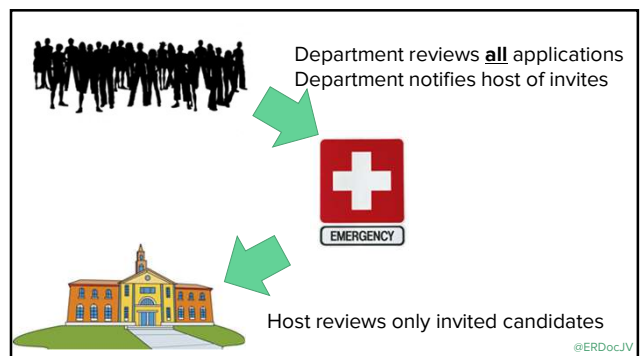 Department reviews all applications
Department notifies host of invites
EMERGENCY
Host reviews only invited candidates
@ERDocJV